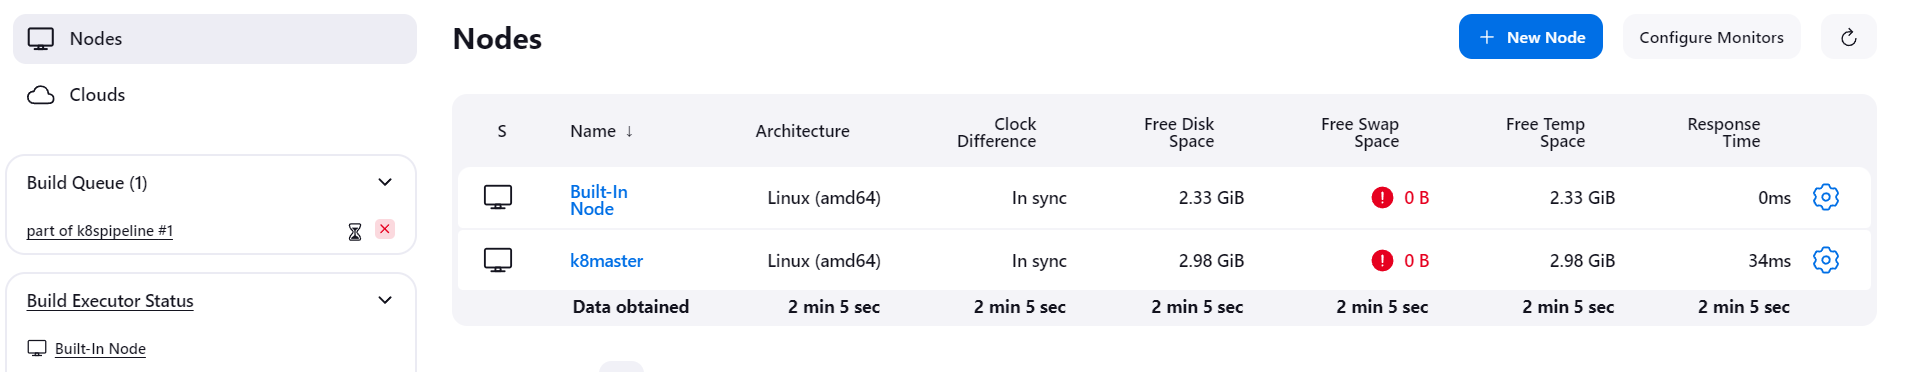 Nodes
Clouds
Build Queue (1)
part of k8spipeline #1
Build Executor Status
Built-In Node
Nodes
New Node
Configure Monitors
S
Name ↓
Architecture
Clock
Difference
Free Disk
Space
Free Swap
Space
Free Temp
Space
Response
Time
Built-In
Node
Linux (amd64)
In sync
2.33 GiB
0 B
2.33 GiB
0ms
k8master
Linux (amd64)
In sync
2.98 GiB
0 B
2.98 GiB
34ms
Data obtained
2 min 5 sec
2 min 5 sec
2 min 5 sec
2 min 5 sec
2 min 5 sec
2 min 5 sec